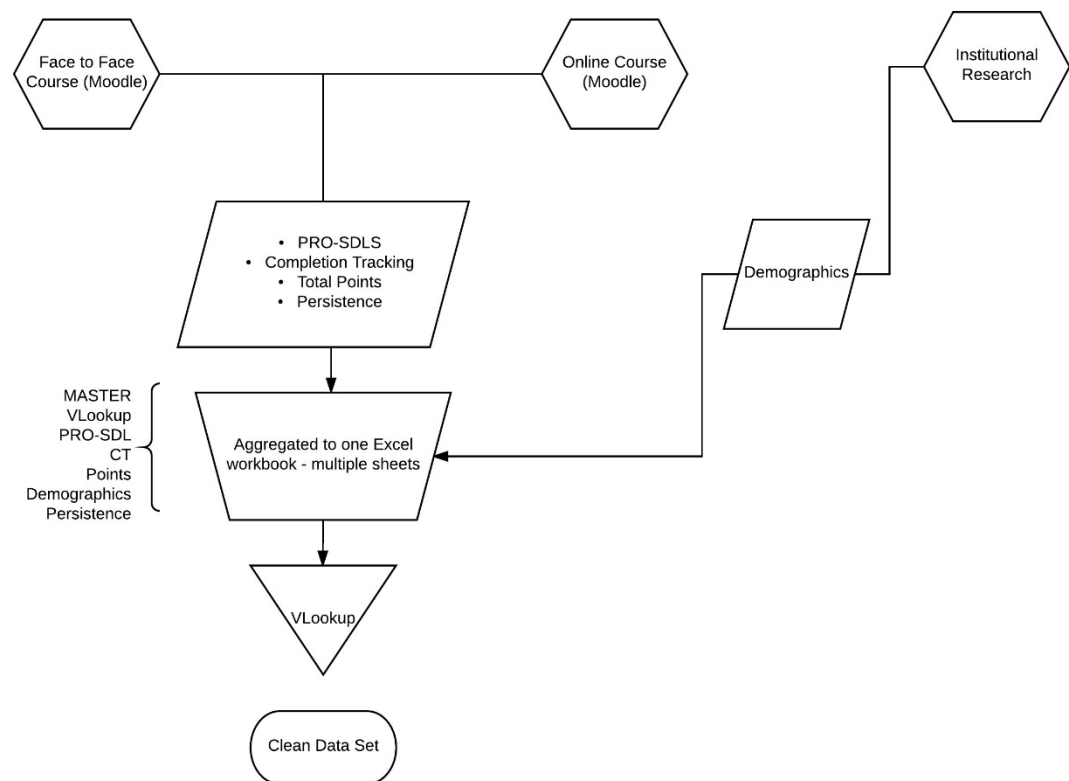 Face to Face
Course (Moodle)
Online Course
(Moodle)
Institutional
Research
• PRO-SDLS
• Completion Tracking
• Total Points
• Persistence
Demographics
MASTER
VLookup
PRO-SDL
CT
Points
Demographics
Persistence
Aggregated to one Excel
workbook - multiple sheets
VLookup
Clean Data Set